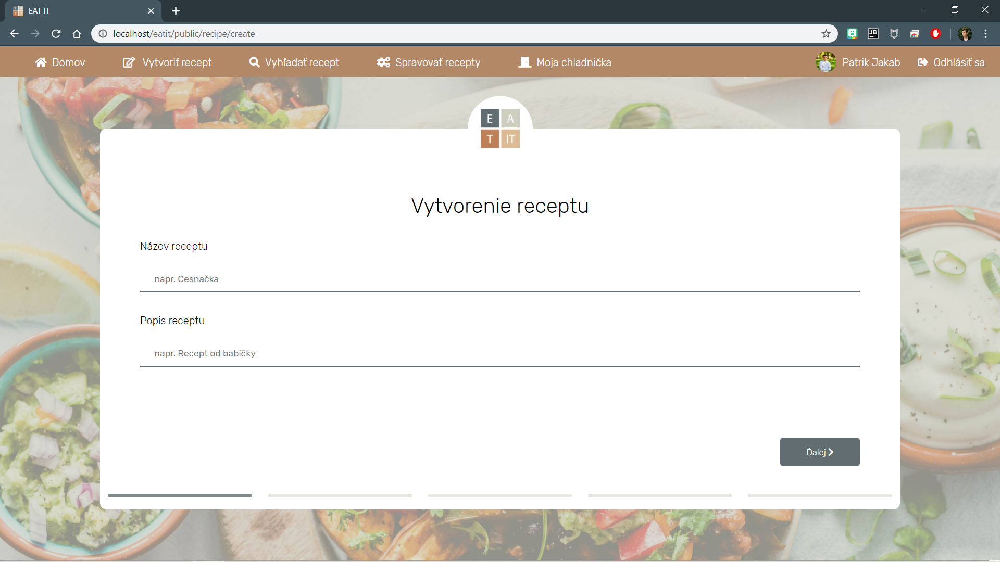 EAT IT
localhost/eatit/public/recipe/create
JB
Domov
Vytvoriť recept
Vyhľadať recept
Spravovať recepty
Moja chladnička
Patrik Jakab
Odhlásiť sa
E A
T IT
Vytvorenie receptu
Názov receptu
napr. Cesnačka
Popis receptu
napr. Recept od babičky
Ďalej